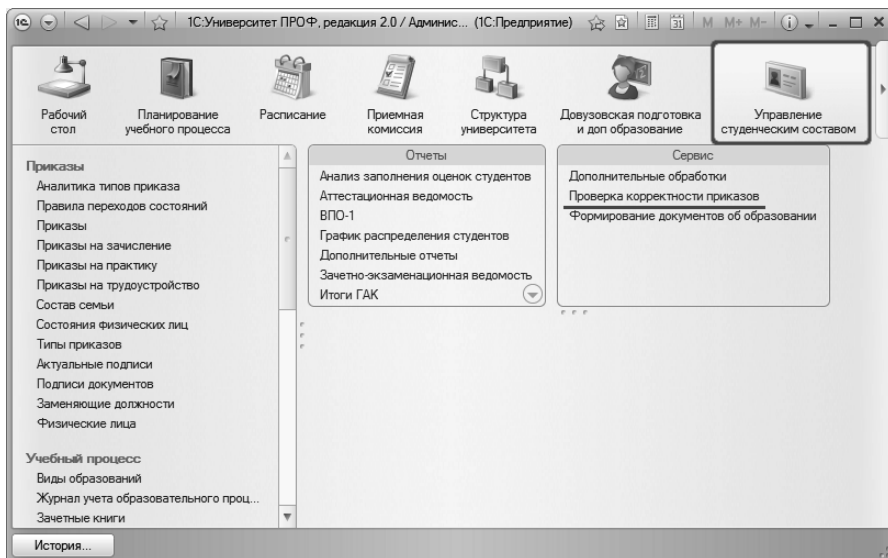 1С:Университет ПРОФ, редакция 2.0 / Админис... (1С:Предприятие)
M M+ M-
Рабочий
стол
Планирование
учебного процесса
Расписание
Приемная
комиссия
Структура
университета
Довузовская подготовка
и доп образование
Управление
студенческим составом
Приказы
Аналитика типов приказа
Правила переходов состояний
Приказы
Приказы на зачисление
Приказы на практику
Приказы на трудоустройство
Состав семьи
Состояния физических лиц
Типы приказов
Актуальные подписи
Подписи документов
Заменяющие должности
Физические лица
Учебный процесс
Виды образований
Журнал учета образовательного проц...
Зачетные книги
Отчеты
Анализ заполнения оценок студентов
Аттестационная ведомость
ВПО-1
График распределения студентов
Дополнительные отчеты
Зачетно-экзаменационная ведомость
Итоги ГАК
Сервис
Дополнительные обработки
Проверка корректности приказов
Формирование документов об образовании
История...